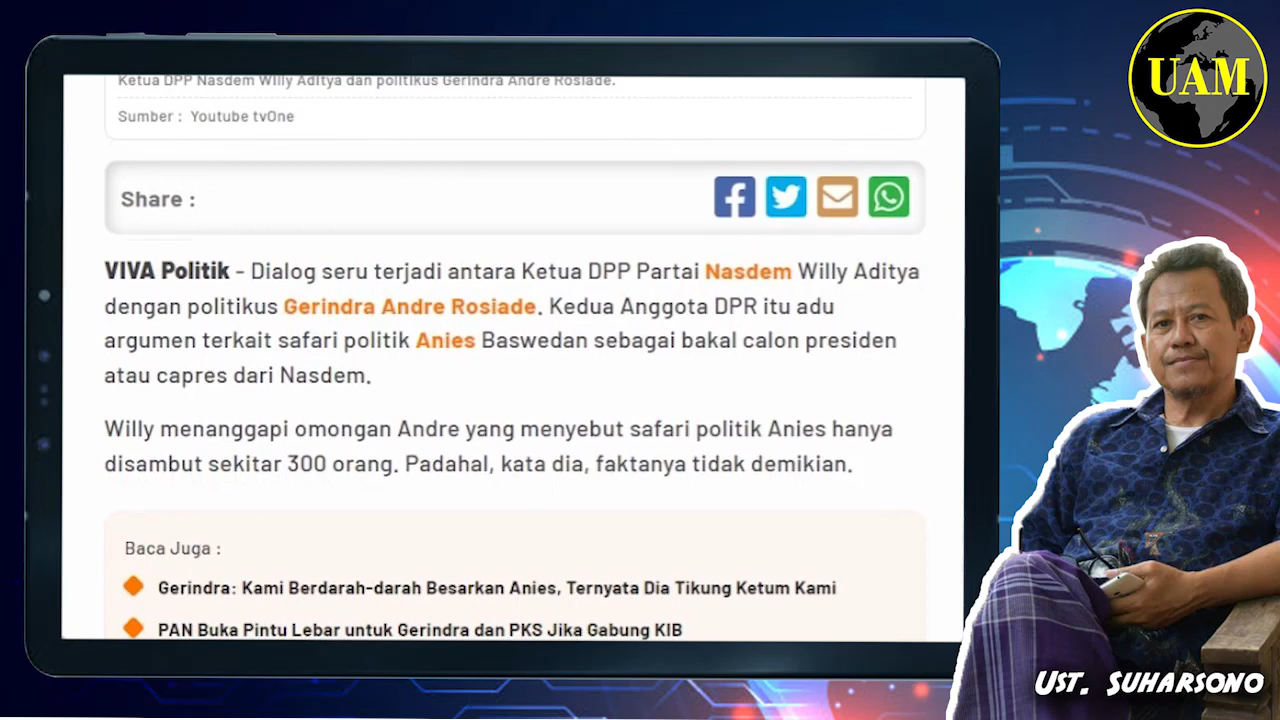 Ketua DPP Nasdem Willy Aditya dan politikus Gerindra Andre Rosiade.
Sumber : Youtube tvOne
Share :
VIVA Politik - Dialog seru terjadi antara Ketua DPP Partai Nasdem Willy Aditya
dengan politikus Gerindra Andre Rosiade. Kedua Anggota DPR itu adu
argumen terkait safari politik Anies Baswedan sebagai bakal calon presiden
atau capres dari Nasdem.
Willy menanggapi omongan Andre yang menyebut safari politik Anies hanya
disambut sekitar 300 orang. Padahal, kata dia, faktanya tidak demikian.
Baca Juga :
Gerindra: Kami Berdarah-darah Besarkan Anies, Ternyata Dia Tikung Ketum Kami
PAN Buka Pintu Lebar untuk Gerindra dan PKS Jika Gabung KIB
UAM
Ust. Suharsono